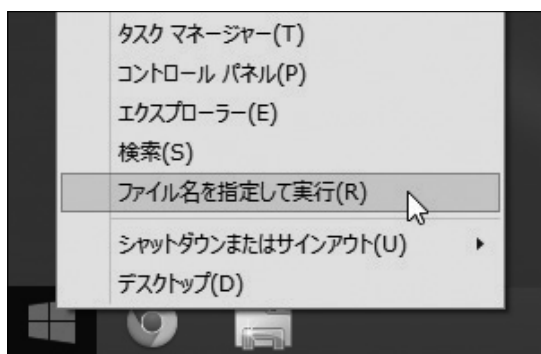 タスク マネージャー(T)
コントロール パネル(P)
エクスプローラー(E)
検索(S)
ファイル名を指定して実行(R)
シャットダウンまたはサインアウト(U)
デスクトップ(D)